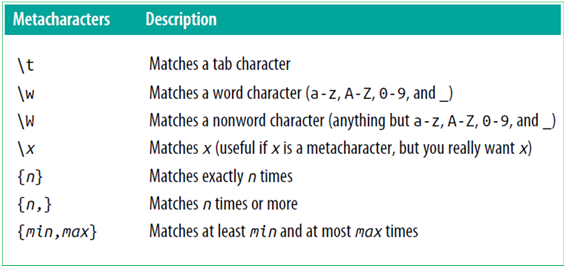 Metacharacters Description
\t Matches a tab character
\w Matches a word character (a-z, A-Z, 0-9, and _)
\W Matches a nonword character (anything but a-z, A-Z, 0-9, and _)
\x Matches x (useful if x is a metacharacter, but you really want x)
{n} Matches exactly n times
{n,} Matches n times or more
{min,max} Matches at least min and at most max times